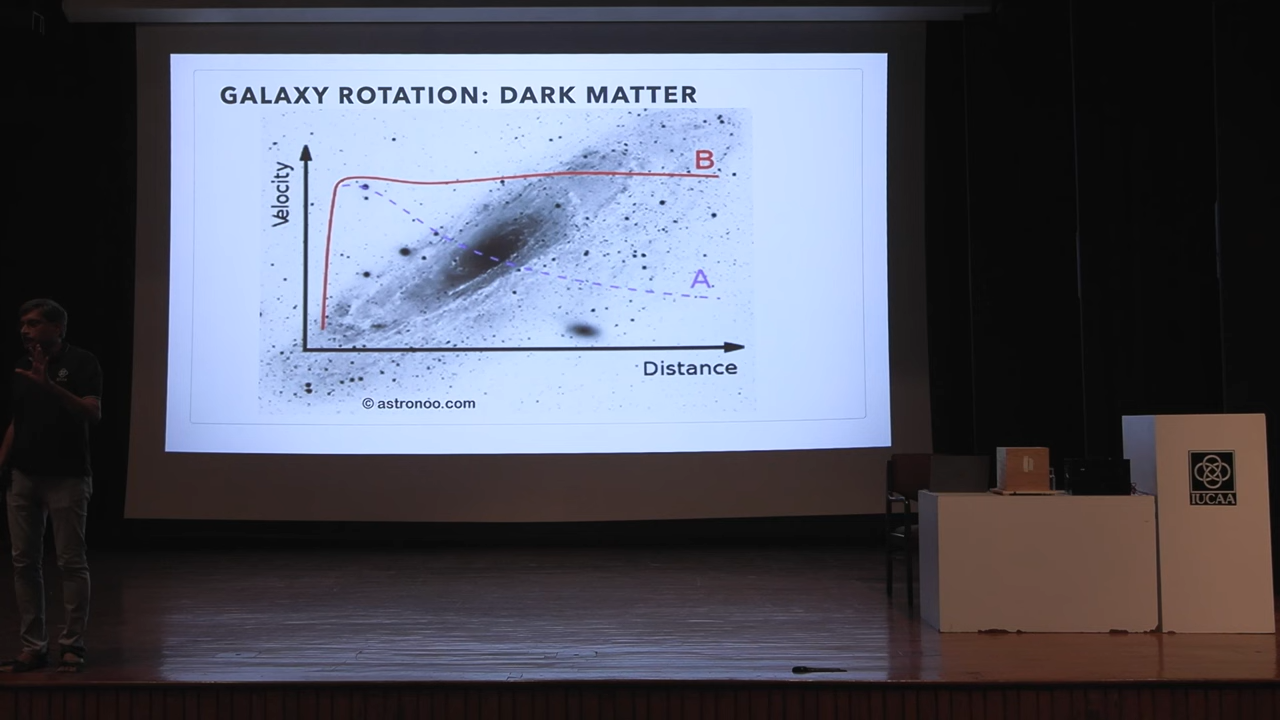 GALAXY ROTATION: DARK MATTER
Velocity
B
A
Distance
© astronoo.com
IUCAA